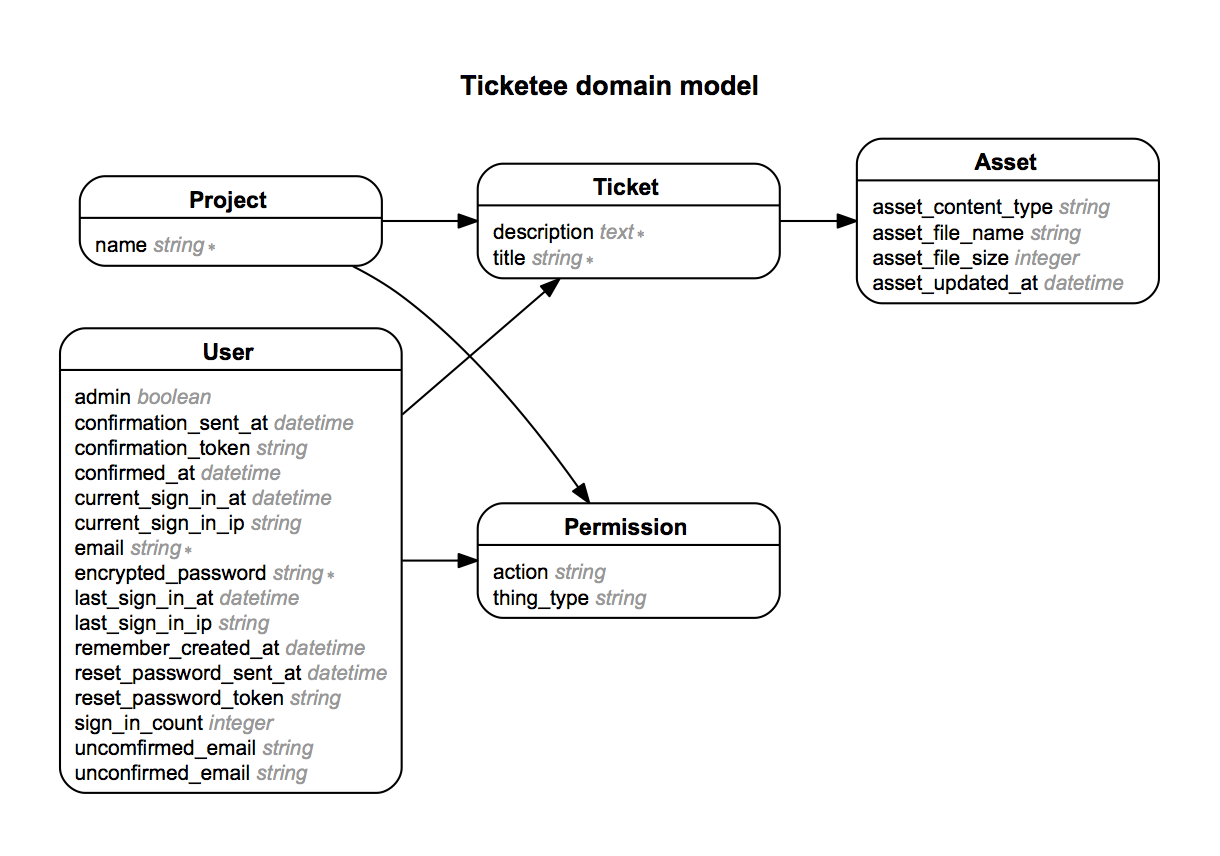 Ticketee domain model
Project
name string *
Ticket
description text *
title string *
Asset
asset_content_type string
asset_file_name string
asset_file_size integer
asset_updated_at datetime
User
admin boolean
confirmation_sent_at datetime
confirmation_token string
confirmed_at datetime
current_sign_in_at datetime
current_sign_in_ip string
email string *
encrypted_password string *
last_sign_in_at datetime
last_sign_in_ip string
remember_created_at datetime
reset_password_sent_at datetime
reset_password_token string
sign_in_count integer
uncomfirmed_email string
unconfirmed_email string
Permission
action string
thing_type string